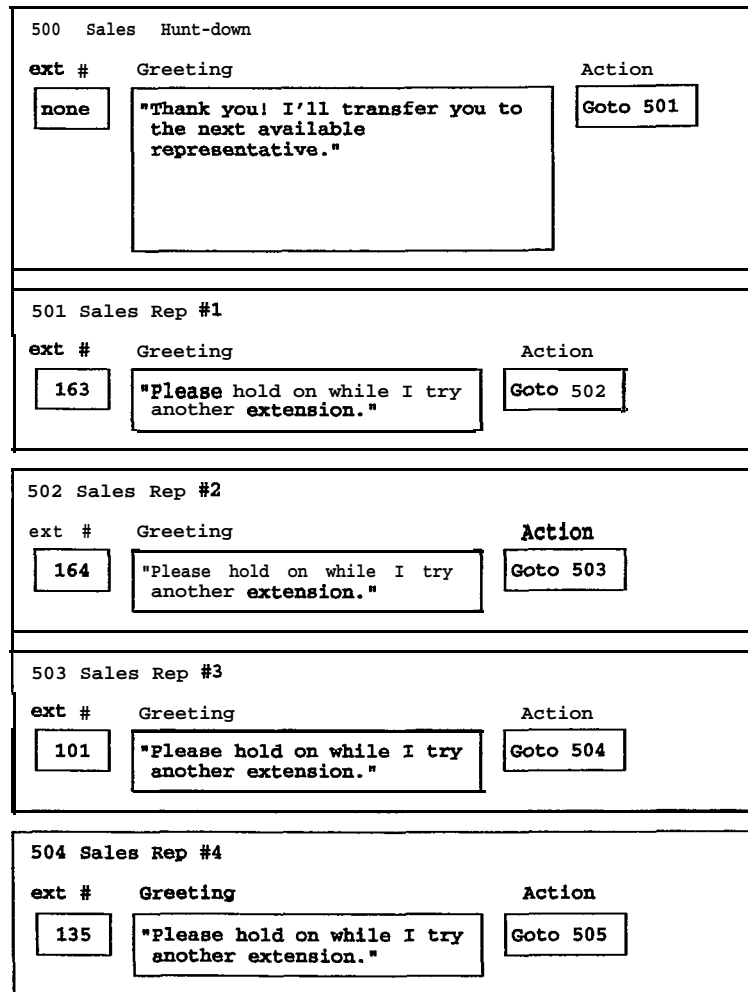 500 Sales Hunt-down
ext # Greeting Action
none "Thank you! I'll transfer you to Goto 501
the next available
representative."
501 Sales Rep #1
ext # Greeting Action
163 "Please hold on while I try Goto 502
another extension."
502 Sales Rep #2
ext # Greeting Action
164 "Please hold on while I try Goto 503
another extension."
503 Sales Rep #3
ext # Greeting Action
101 "Please hold on while I try Goto 504
another extension."
504 Sales Rep #4
ext # Greeting Action
135 "Please hold on while I try Goto 505
another extension."